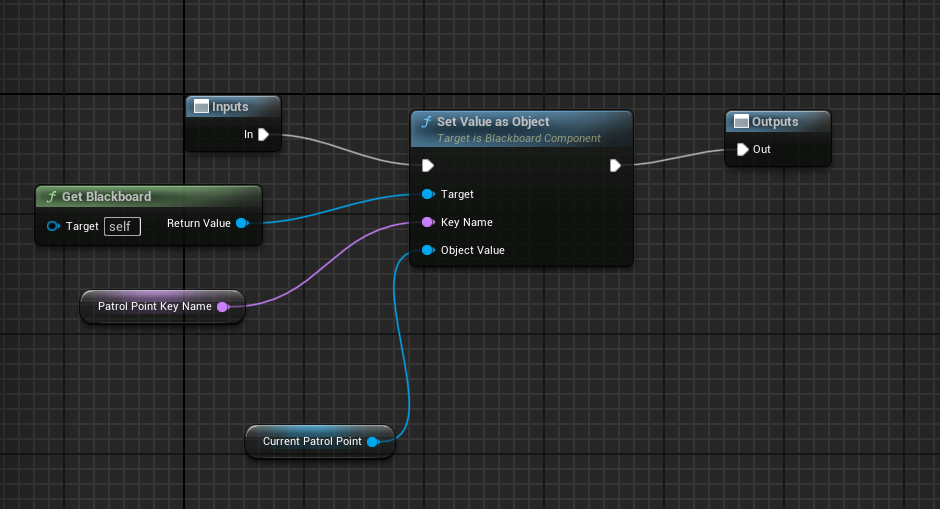 Inputs
In
Set Value as Object
Target is Blackboard Component
Outputs
Out
Get Blackboard
Target self Return Value
Target
Key Name
Object Value
Patrol Point Key Name
Current Patrol Point